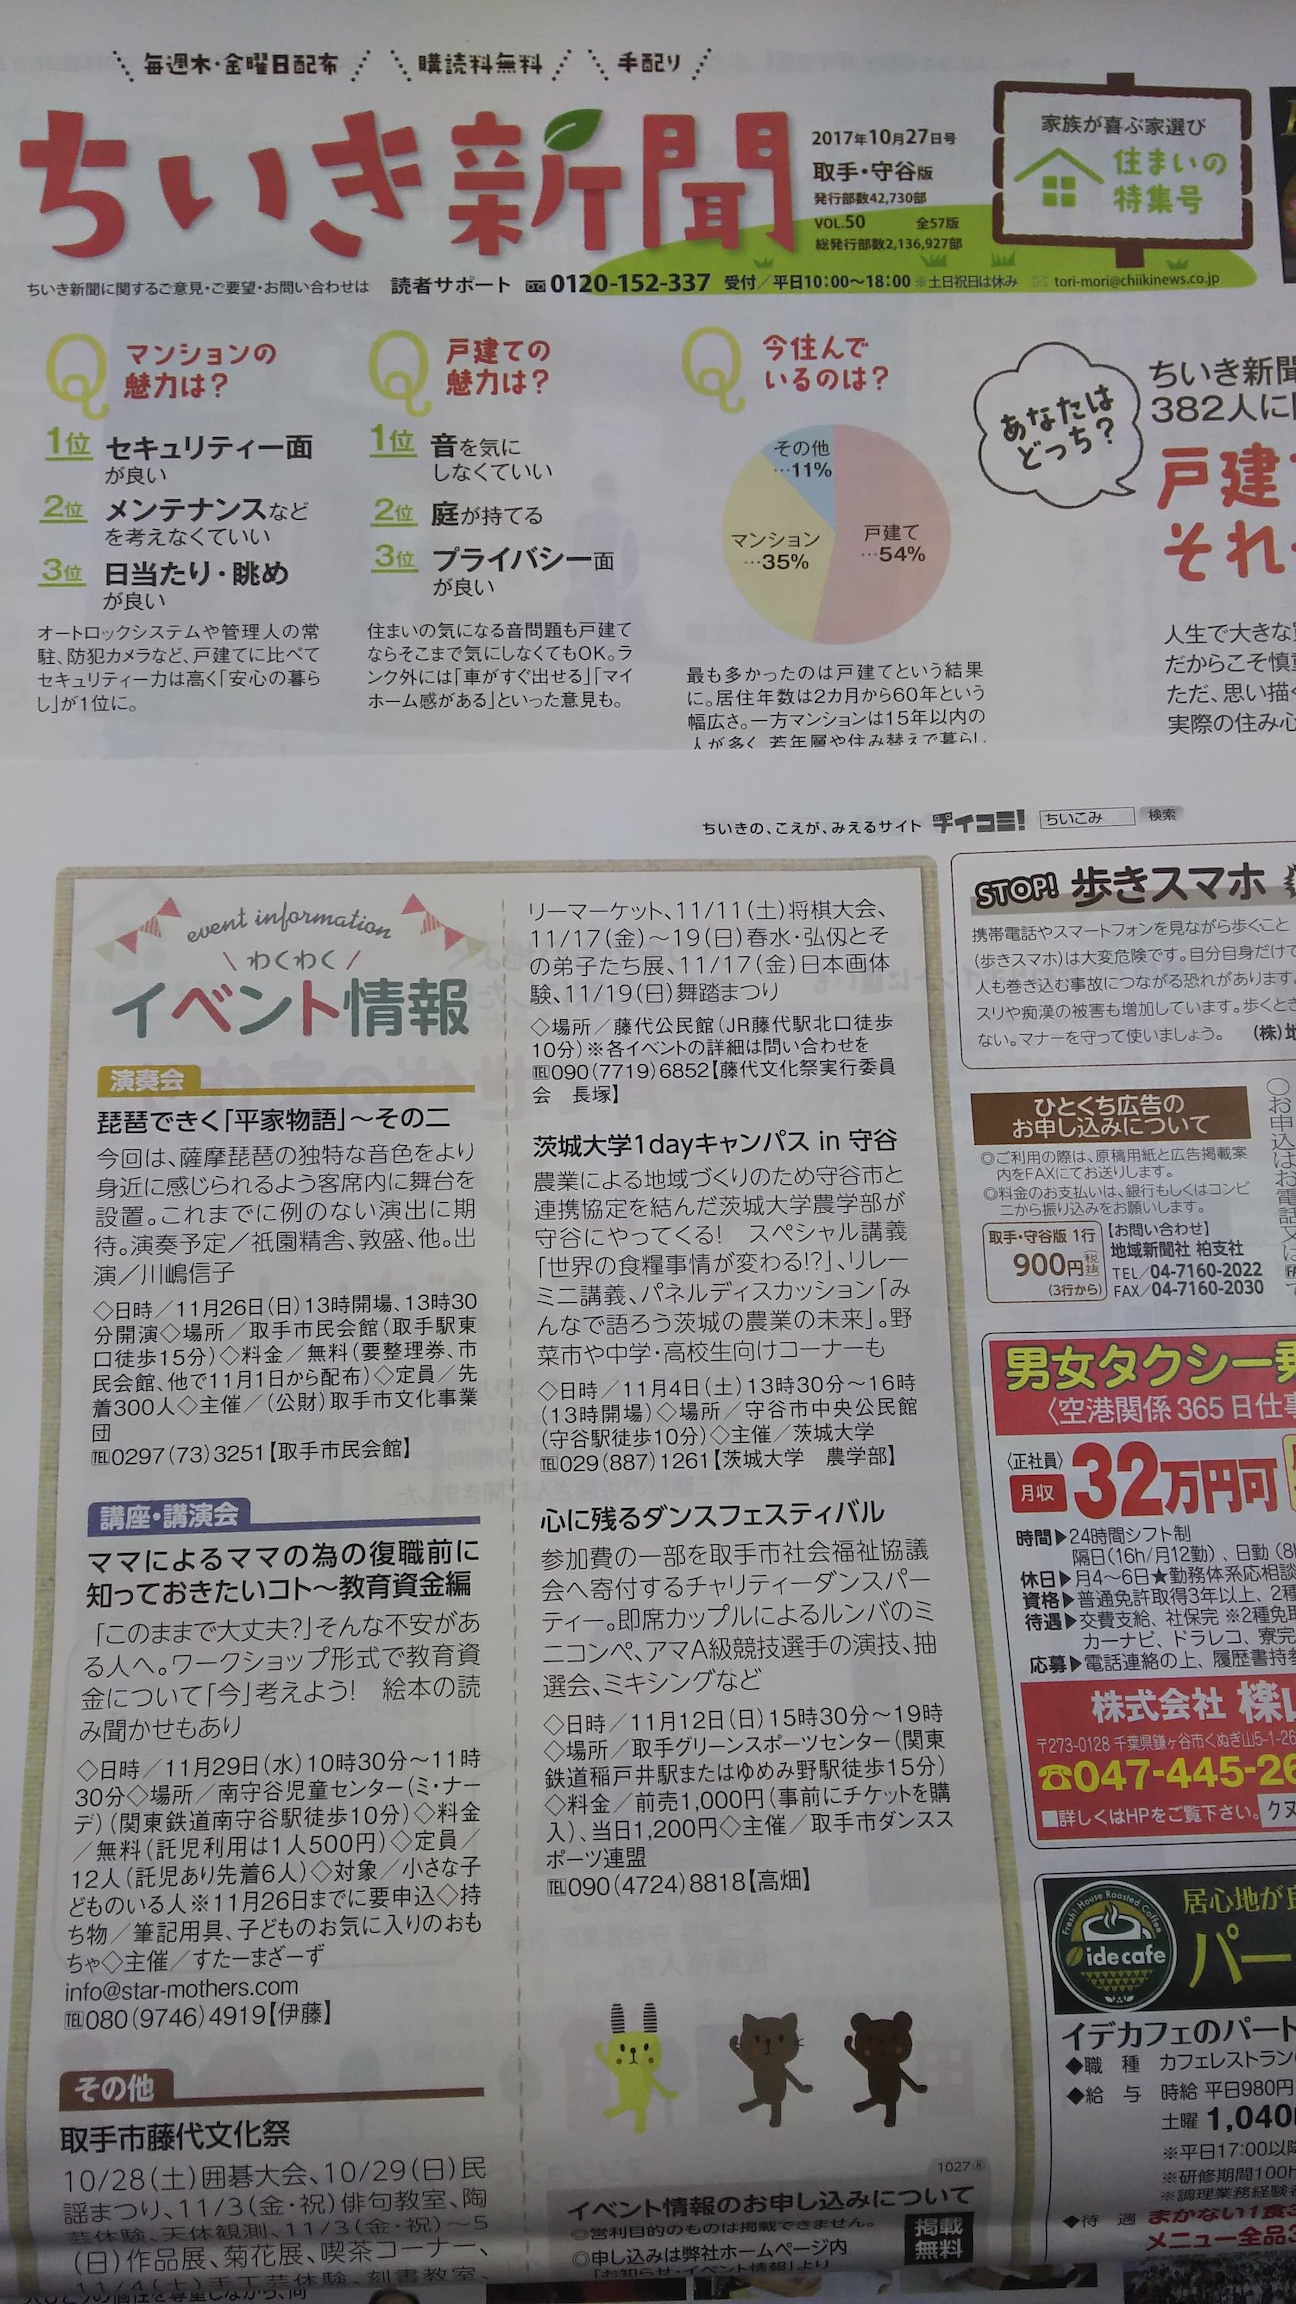 毎週木・金曜日配布
購読料無料
手配り
ちいき新聞
2017年10月27日号
取手・守谷版
発行部数42,730部
VOL.50 全57版
総発行部数2,136,927部
家族が喜ぶ家選び
住まいの
特集号
ちいき新聞に関するご意見・ご要望・お問い合わせは 読者サポート 0120-152-337 受付／平日10:00〜18:00 ※土日祝日は休み tori-mori@chiikinews.co.jp
Q マンションの
魅力は?
1位 セキュリティー面
が良い
2位 メンテナンスなど
を考えなくていい
3位 日当たり・眺め
が良い
オートロックシステムや管理人の常
駐、防犯カメラなど、戸建てに比べて
セキュリティー力は高く「安心の暮ら
し」が1位に。
Q 戸建ての
魅力は?
1位 音を気に
しなくていい
2位 庭が持てる
3位 プライバシー面
が良い
住まいの気になる音問題も戸建て
ならそこまで気にしなくてもOK。ラ
ンク外には「車がすぐ出せる」「マイ
ホーム感がある」といった意見も。
Q 今住んで
いるのは?
その他
…11%
マンション
…35%
戸建て
…54%
最も多かったのは戸建てという結果
に。居住年数は2カ月から60年という
幅広さ。一方マンションは15年以内の
人が多く、若年層や住み替えで暮らし
あなたは
どっち?
ちいき新聞
382人に
戸建
それ
人生で大きな
だからこそ慎
ただ、思い描
実際の住み心
ちいきの、こえが、みえるサイト チイコミ! ちいこみ 検索
event information
わくわく
イベント情報
演奏会
琵琶できく「平家物語」〜その二
今回は、薩摩琵琶の独特な音色をより
身近に感じられるよう客席内に舞台を
設置。これまでに例のない演出に期
待。演奏予定／祇園精舎、敦盛、他。出
演／川嶋信子
◇日時／11月26日(日)13時開場、13時30
分開演◇場所／取手市民会館(取手駅東
口徒歩15分)◇料金／無料(要整理券、市
民会館、他で11月1日から配布)◇定員／先
着300人◇主催／(公財)取手市文化事業
団
℡0297(73)3251【取手市民会館】
講座・講演会
ママによるママの為の復職前に
知っておきたいコト〜教育資金編
「このままで大丈夫?」そんな不安があ
る人へ。ワークショップ形式で教育資
金について「今」考えよう! 絵本の読
み聞かせもあり
◇日時／11月29日(水)10時30分〜11時
30分◇場所／南守谷児童センター(ミ・ナー
デ)(関東鉄道南守谷駅徒歩10分)◇料金
／無料(託児利用は1人500円)◇定員／
12人(託児あり先着6人)◇対象／小さな子
どものいる人※11月26日までに要申込◇持
ち物／筆記用具、子どものお気に入りのおも
ちゃ◇主催／すたーまざーず
info@star-mothers.com
℡080(9746)4919【伊藤】
その他
取手市藤代文化祭
10/28(土)囲碁大会、10/29(日)民
謡まつり、11/3(金・祝)俳句教室、陶
芸体験、天体観測、11/3(金・祝)〜5
(日)作品展、菊花展、喫茶コーナー、
11/4(土)手工芸体験、刻書教室、
リーマーケット、11/11(土)将棋大会、
11/17(金)〜19(日)春水・弘仭とそ
の弟子たち展、11/17(金)日本画体
験、11/19(日)舞踏まつり
◇場所／藤代公民館(JR藤代駅北口徒歩
10分)※各イベントの詳細は問い合わせを
℡090(7719)6852【藤代文化祭実行委員
会 長塚】
茨城大学1dayキャンパス in 守谷
農業による地域づくりのため守谷市と
連携協定を結んだ茨城大学農学部が
守谷にやってくる! スペシャル講義
「世界の食糧事情が変わる!?」、リレー
ミニ講義、パネルディスカッション「み
んなで語ろう茨城の農業の未来」。野
菜市や中学・高校生向けコーナーも
◇日時／11月4日(土)13時30分〜16時
(13時開場)◇場所／守谷市中央公民館
(守谷駅徒歩10分)◇主催／茨城大学
℡029(887)1261【茨城大学 農学部】
心に残るダンスフェスティバル
参加費の一部を取手市社会福祉協議
会へ寄付するチャリティーダンスパー
ティー。即席カップルによるルンバのミ
ニコンペ、アマA級競技選手の演技、抽
選会、ミキシングなど
◇日時／11月12日(日)15時30分〜19時
◇場所／取手グリーンスポーツセンター(関東
鉄道稲戸井駅またはゆめみ野駅徒歩15分)
◇料金／前売1,000円(事前にチケットを購
入)、当日1,200円◇主催／取手市ダンスス
ポーツ連盟
℡090(4724)8818【高畑】
1027⑧
イベント情報のお申し込みについて
◎営利目的のものは掲載できません。
◎申し込みは弊社ホームページ内
「お知らせ・イベント情報」より
掲載
無料
STOP! 歩きスマホ
携帯電話やスマートフォンを見ながら歩くこと
(歩きスマホ)は大変危険です。自分自身だけで
人も巻き込む事故につながる恐れがあります。
スリや痴漢の被害も増加しています。歩くとき
ない。マナーを守って使いましょう。 (株)地
ひとくち広告の
お申し込みについて
◎ご利用の際は、原稿用紙と広告掲載案
内をFAXにてお送りします。
◎料金のお支払いは、銀行もしくはコンビ
ニから振り込みをお願いします。
取手・守谷版 1行
900円 税抜
(3行から)
【お問い合わせ】
地域新聞社 柏支社
TEL／04-7160-2022
FAX／04-7160-2030
○お申込はお電話又は
男女タクシー乗
〈空港関係 365日仕事
〈正社員〉
月収 32万円可
時間▶24時間シフト制
隔日(16h/月12勤)、日勤(8h
休日▶月4〜6日★勤務体系応相談
資格▶普通免許取得3年以上、2種
待遇▶交費支給、社保完 ※2種免取
カーナビ、ドラレコ、寮完
応募▶電話連絡の上、履歴書持参
株式会社
〒273-0128 千葉県鎌ヶ谷市くぬぎ山5-1-26
☎047-445-26
■詳しくはHPをご覧下さい。 クヌ
Fresh! House Roasted Coffee
ide cafe
居心地が良
パー
イデカフェのパート
◆職 種 カフェレストラン
◆給 与 時給 平日980円
土曜 1,040
※平日17:00以降
※研修期間100h
※調理業務経験者
◆待 遇 まかない1食3
メニュー全品3